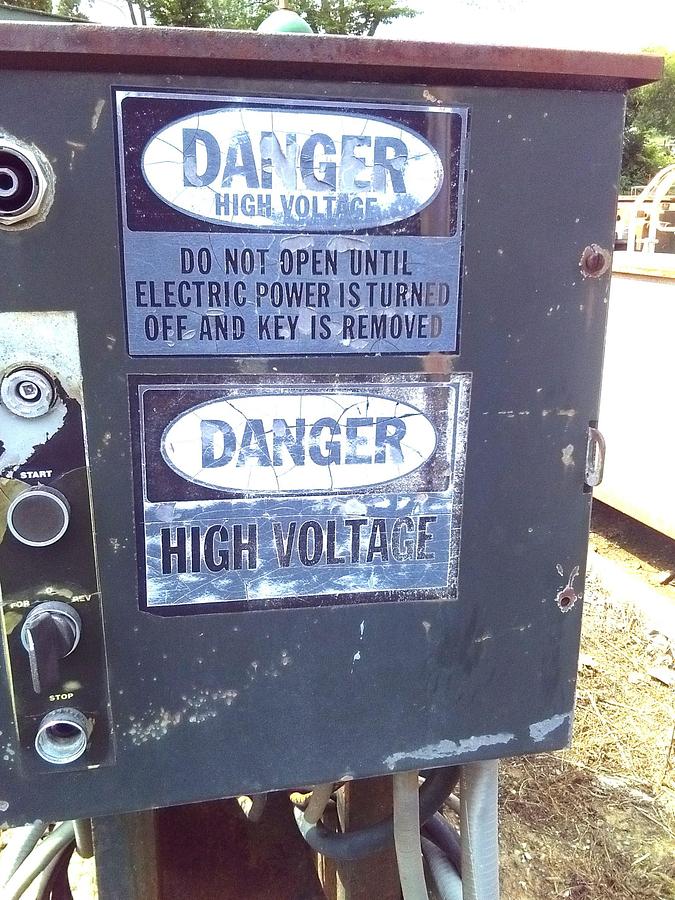 DANGER
HIGH VOLTAGE
DO NOT OPEN UNTIL
ELECTRIC POWER IS TURNED
OFF AND KEY IS REMOVED
DANGER
HIGH VOLTAGE
START
FOR REV
STOP